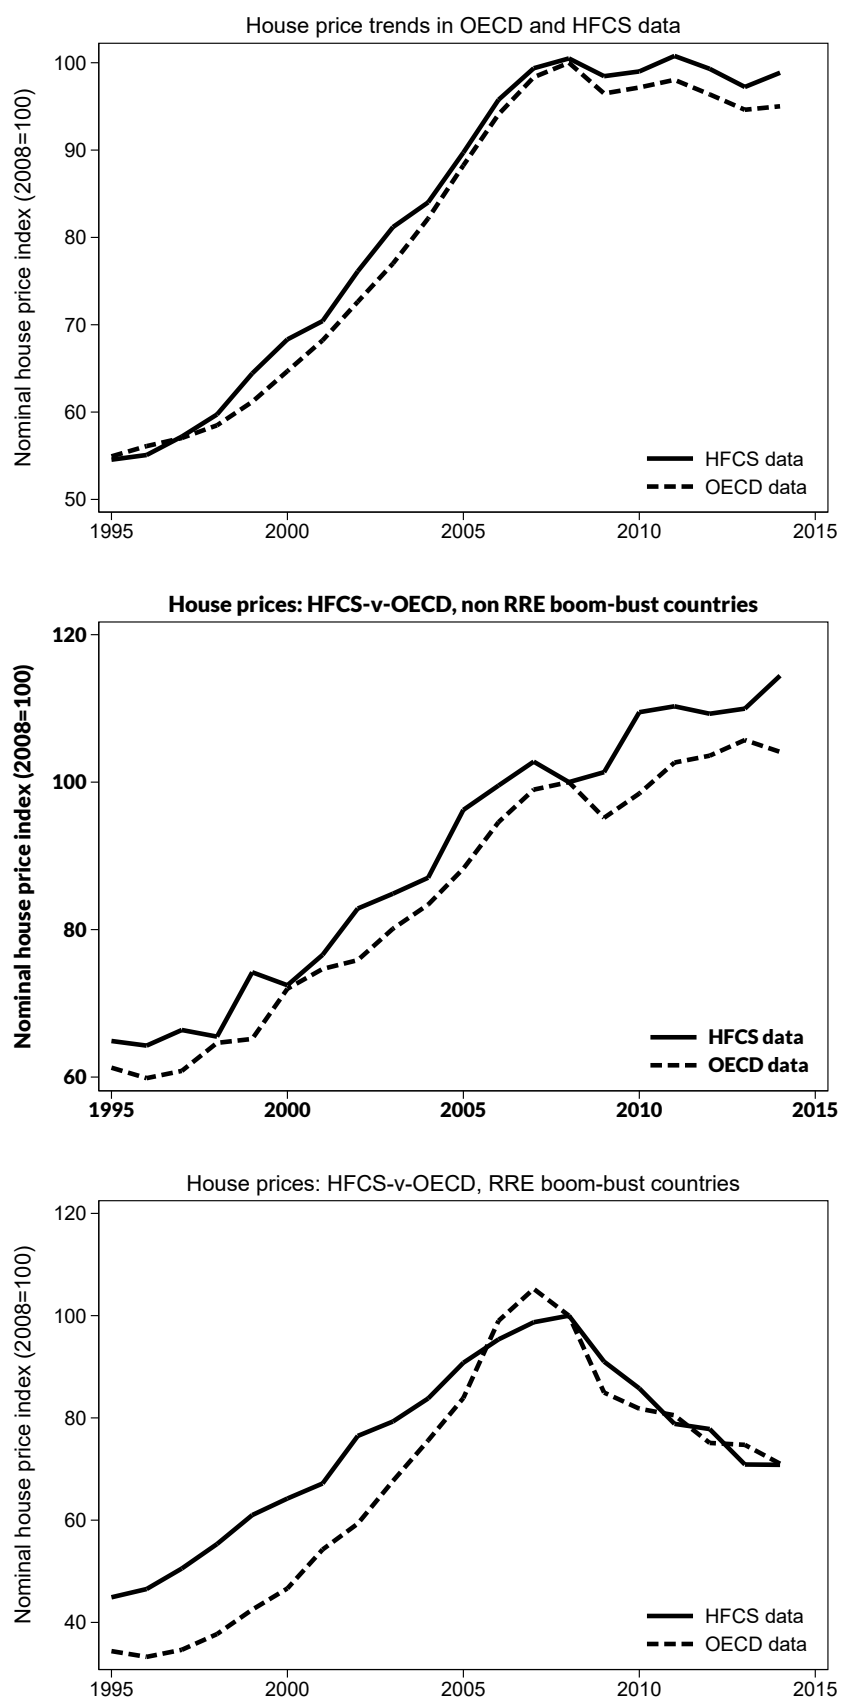 House price trends in OECD and HFCS data
Nominal house price index (2008=100)
100
90
80
70
60
50
HFCS data
OECD data
1995 2000 2005 2010 2015
House prices: HFCS-v-OECD, non RRE boom-bust countries
Nominal house price index (2008=100)
120
100
80
60
HFCS data
OECD data
1995 2000 2005 2010 2015
House prices: HFCS-v-OECD, RRE boom-bust countries
Nominal house price index (2008=100)
120
100
80
60
40
HFCS data
OECD data
1995 2000 2005 2010 2015